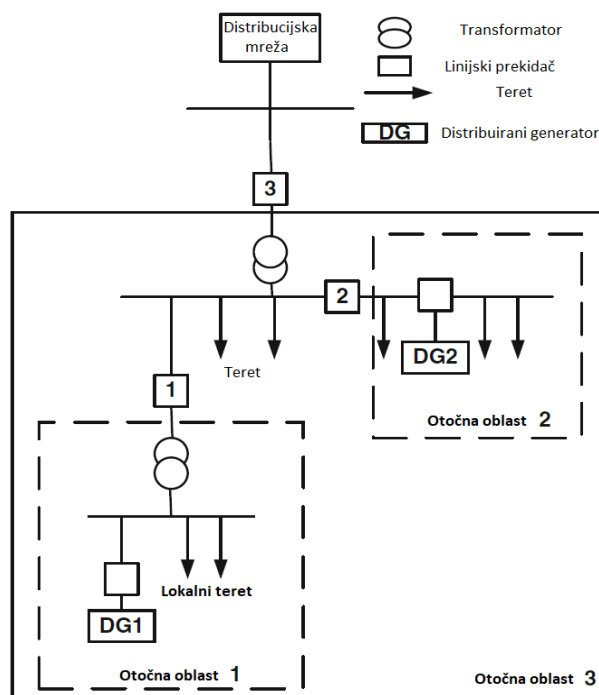 Distribucijska
mreža
Transformator
Linijski prekidač
Teret
DG
Distribuirani generator
3
2
DG2
Teret
1
Otočna oblast 2
Lokalni teret
DG1
Otočna oblast 1
Otočna oblast 3